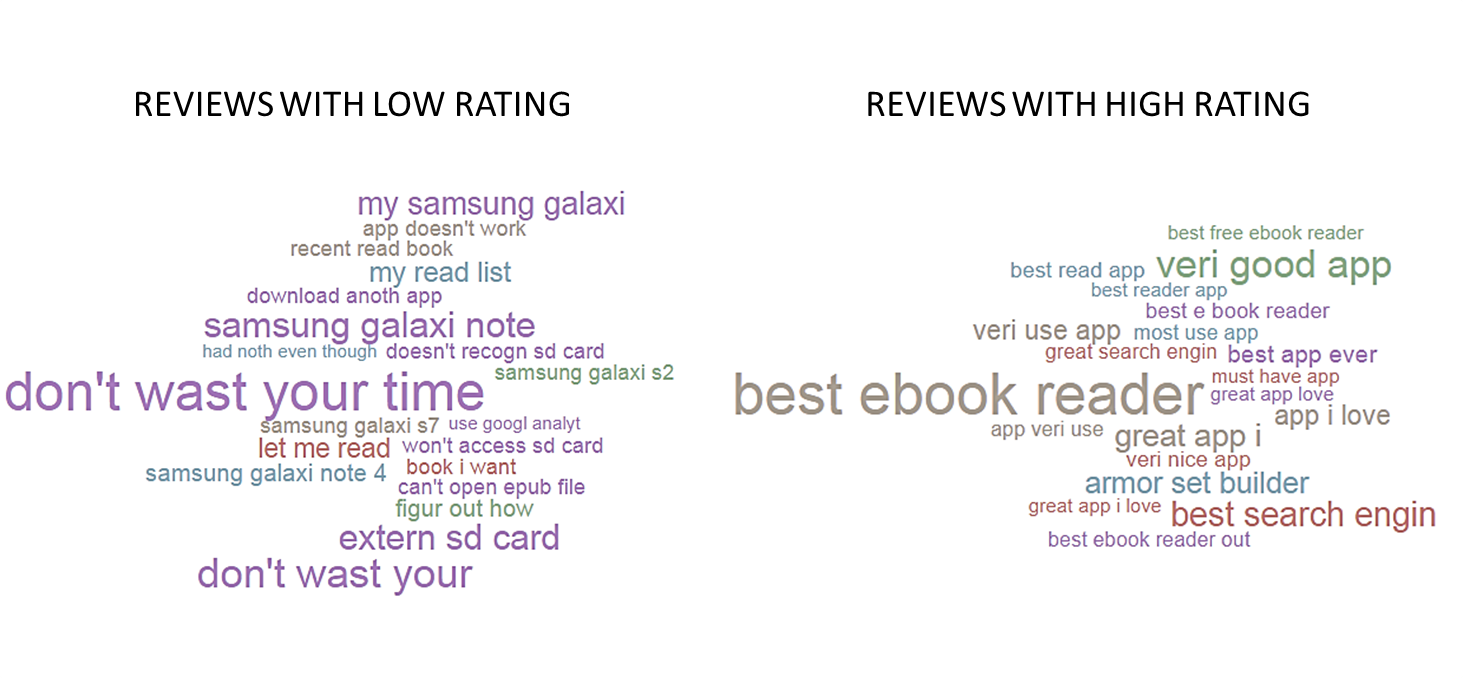 REVIEWS WITH LOW RATING
my samsung galaxi
app doesn't work
recent read book
my read list
download anoth app
samsung galaxi note
had noth even though
doesn't recogn sd card
samsung galaxi s2
don't wast your time
samsung galaxi s7
use googl analyt
let me read
won't access sd card
book i want
samsung galaxi note 4
can't open epub file
figur out how
extern sd card
don't wast your
REVIEWS WITH HIGH RATING
best free ebook reader
veri good app
best read app
best reader app
best e book reader
veri use app
most use app
great search engin
best app ever
must have app
best ebook reader
great app love
app i love
app veri use
great app i
veri nice app
armor set builder
great app i love
best search engin
best ebook reader out